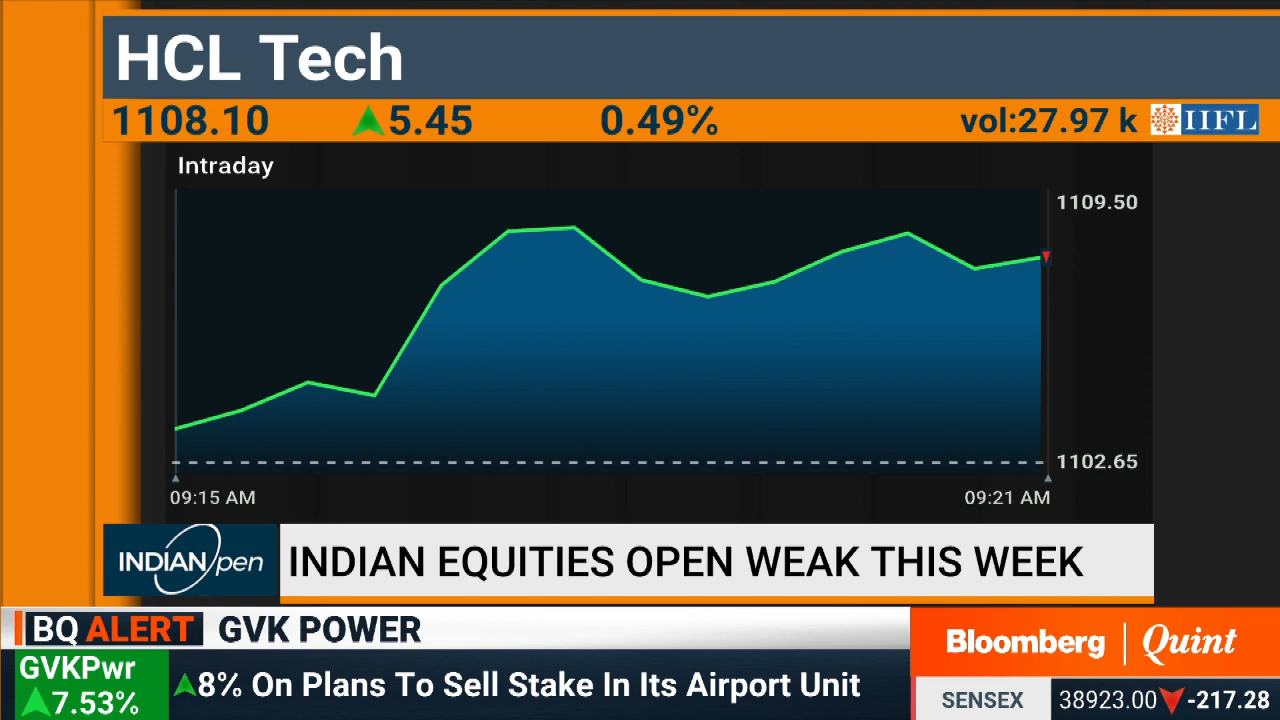 HCL Tech
1108.10 ▲5.45 0.49% vol:27.97 k IIFL
Intraday
1109.50
1102.65
09:15 AM 09:21 AM
INDIAN Open INDIAN EQUITIES OPEN WEAK THIS WEEK
BQ ALERT GVK POWER
GVKPwr
▲7.53%
▲8% On Plans To Sell Stake In Its Airport Unit
Bloomberg | Quint
SENSEX 38923.00▼-217.28